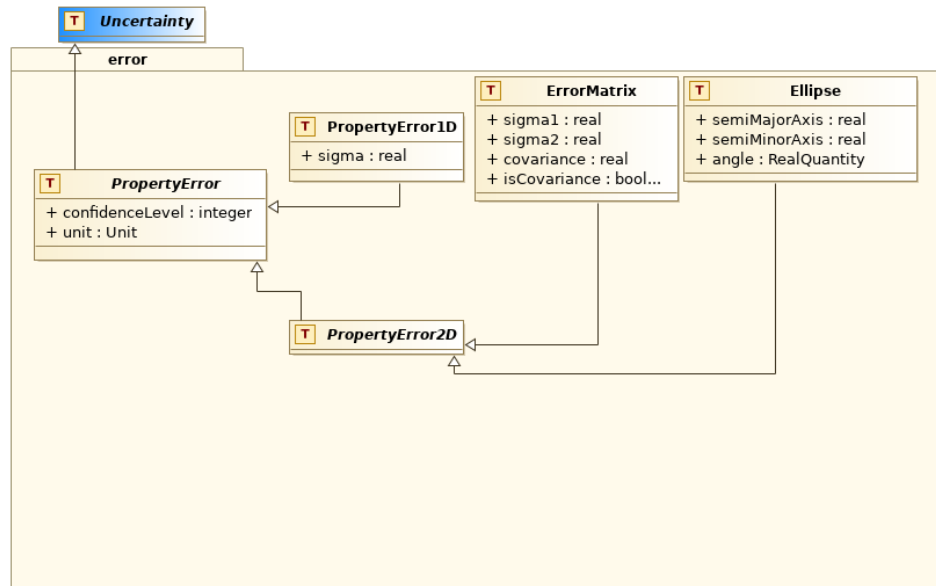 T Uncertainty
error
T ErrorMatrix
+ sigma1 : real
+ sigma2 : real
+ covariance : real
+ isCovariance : bool...
T Ellipse
+ semiMajorAxis : real
+ semiMinorAxis : real
+ angle : RealQuantity
T PropertyError1D
+ sigma : real
T PropertyError
+ confidenceLevel : integer
+ unit : Unit
T PropertyError2D